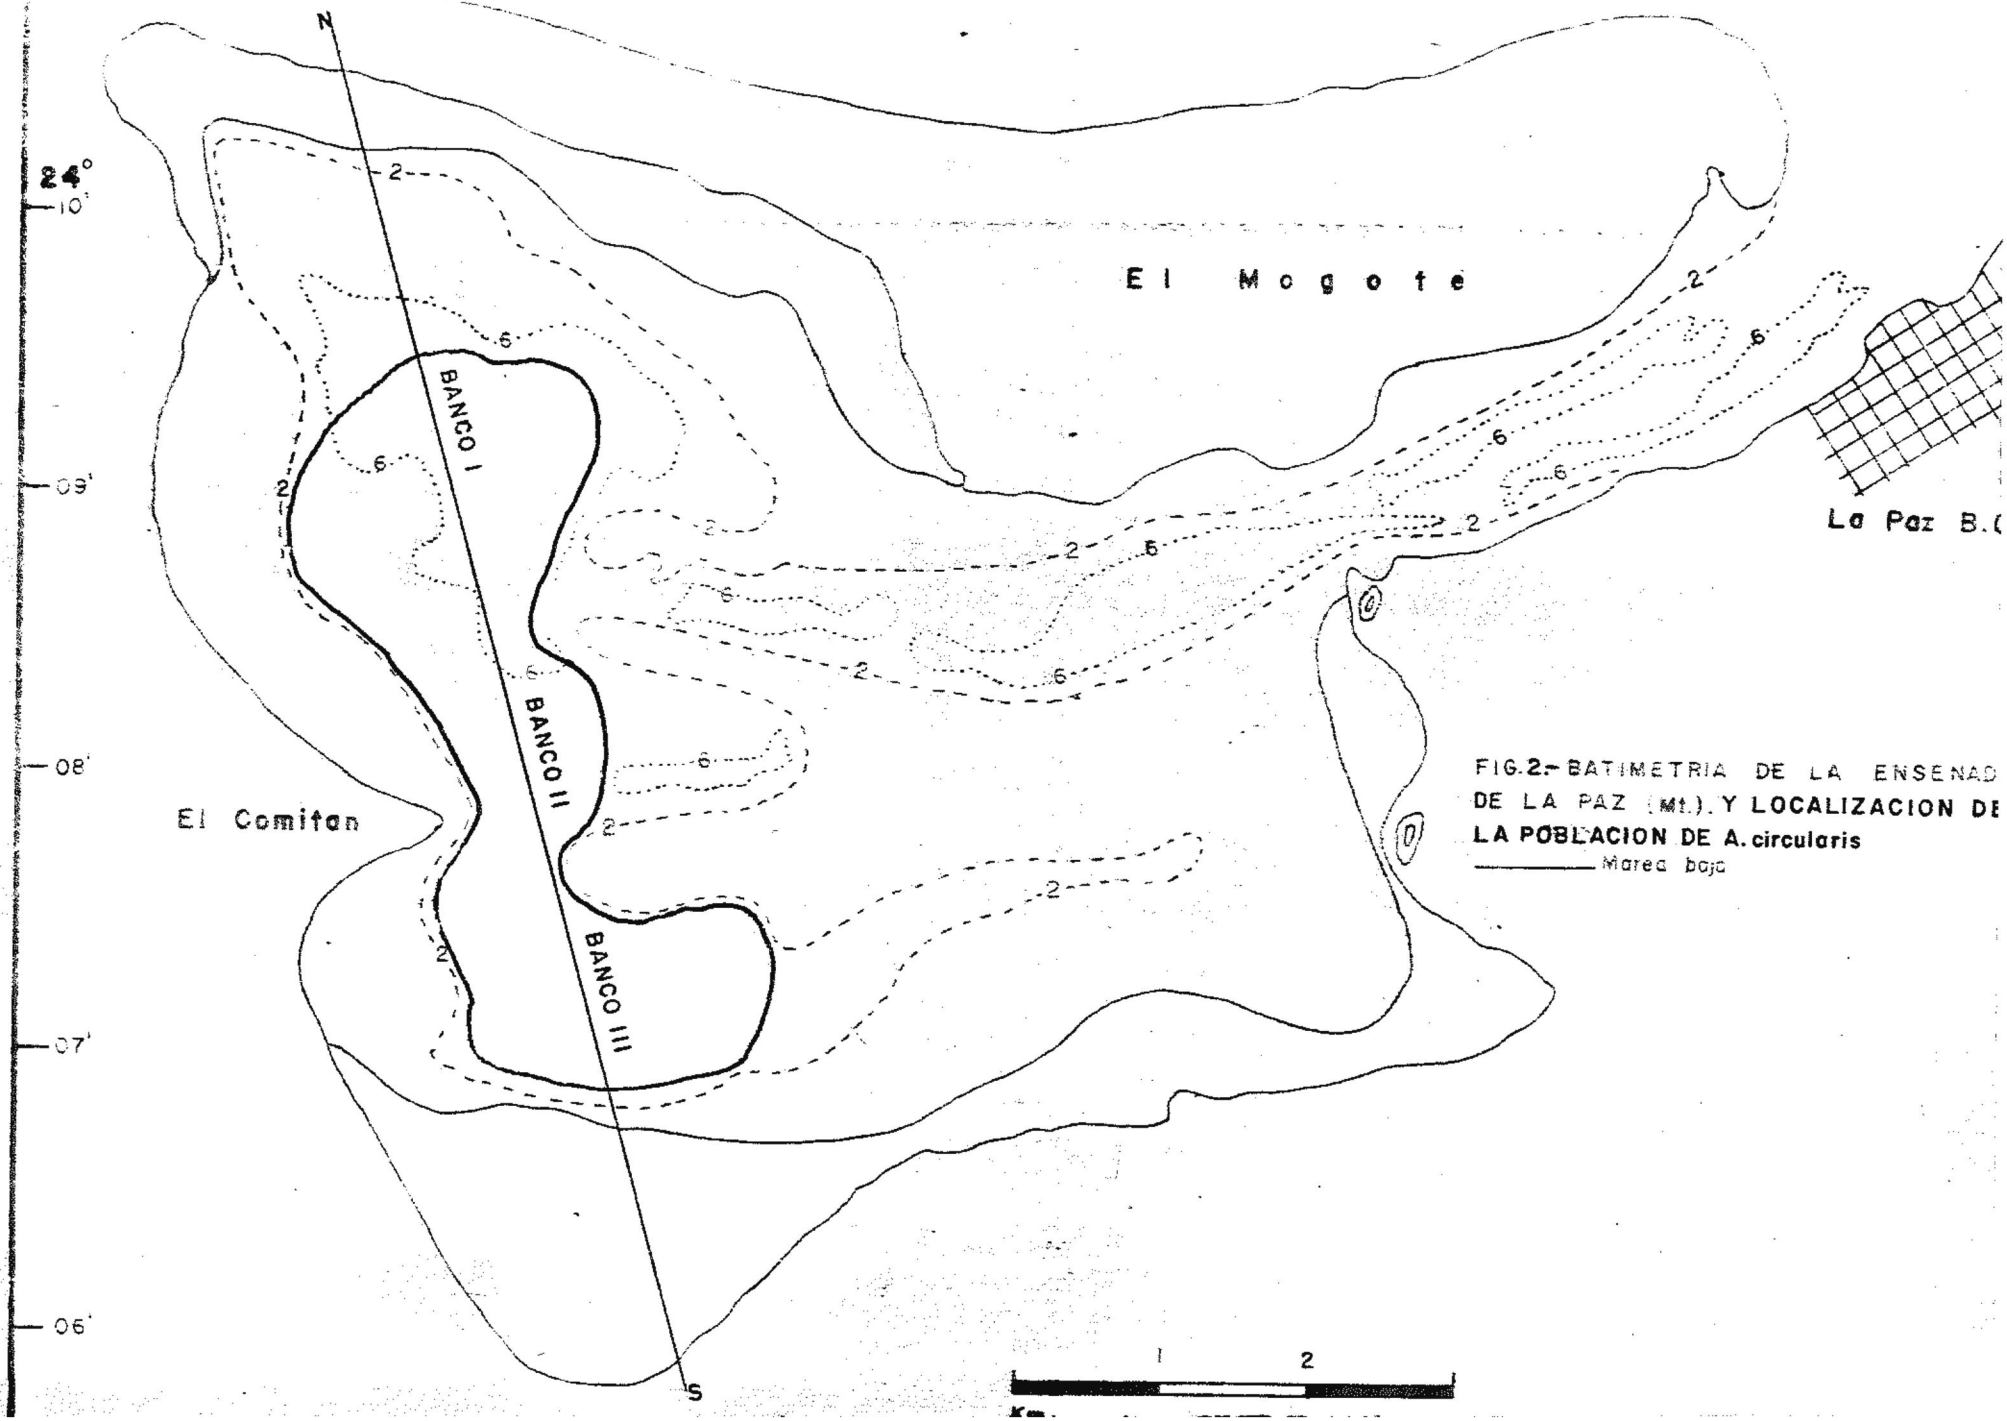 N
24°
10'
2
El Mogote
2
6
6
BANCO I
6
6
09'
2
6
2
2
La Paz B.
2
6
6
6
2
6
BANCO II
08'
6
FIG.2.- BATIMETRIA DE LA ENSENAD
DE LA PAZ (Mt.). Y LOCALIZACION DE
LA POBLACION DE A. circularis
Marea baja
El Comitan
2
2
2
BANCO III
07'
06'
1 2
S
Km.